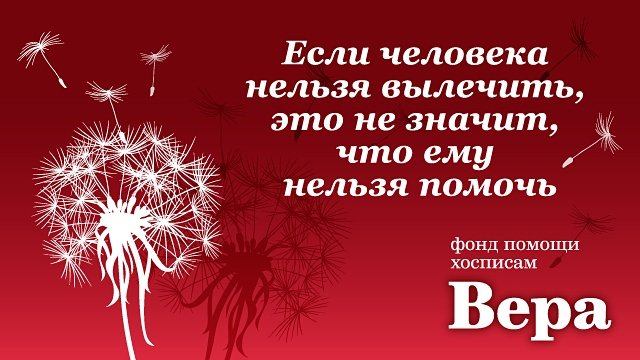 Если человека
нельзя вылечить,
это не значит,
что ему
нельзя помочь
фонд помощи
хосписам
Вера